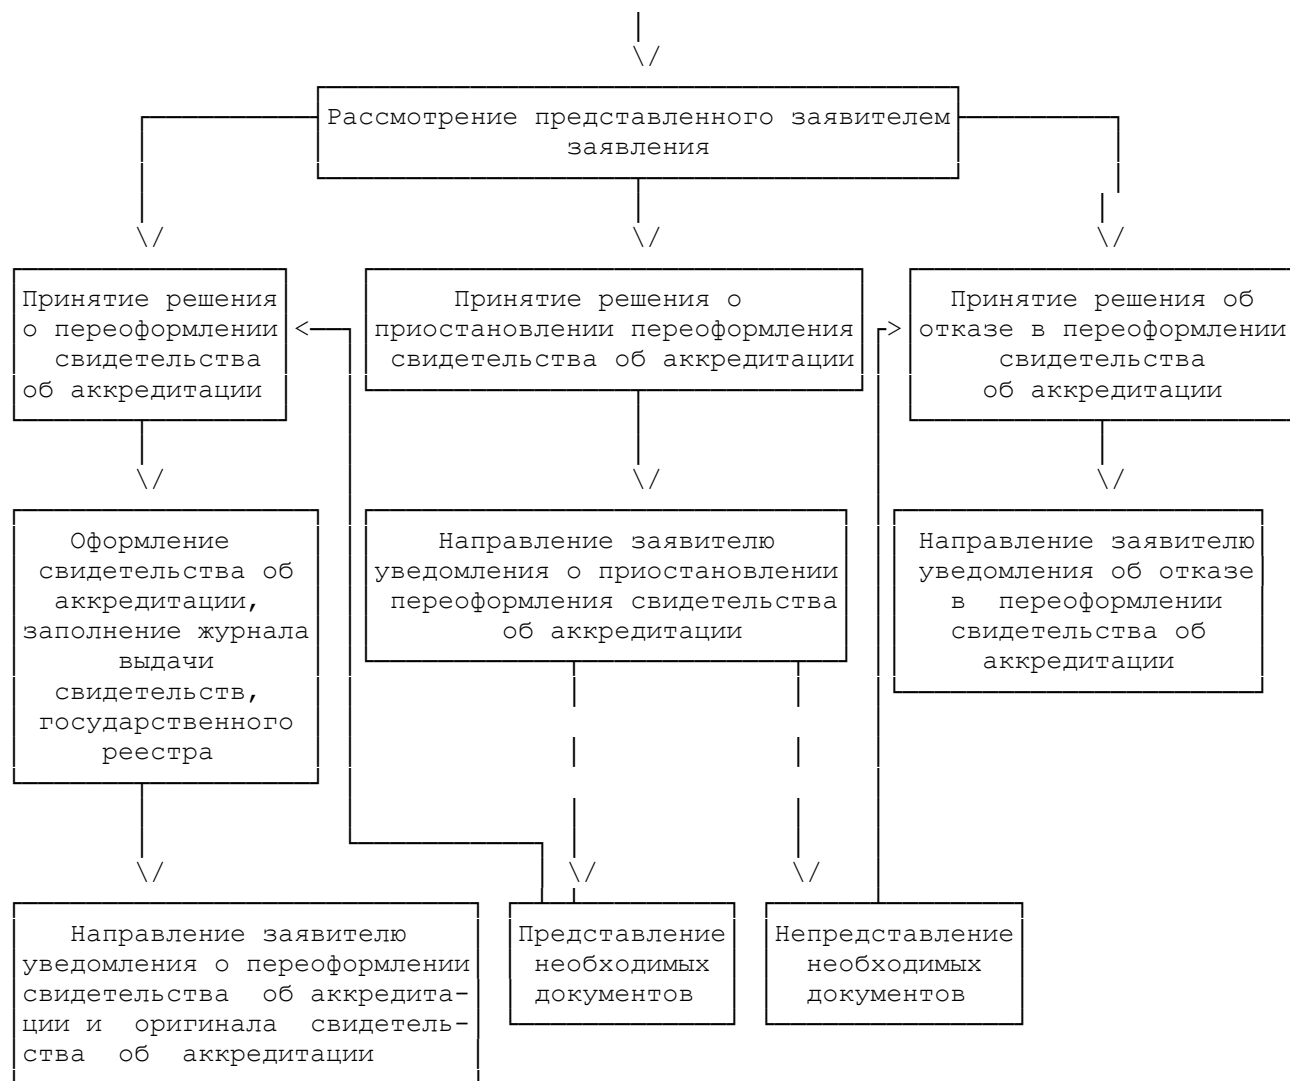 Рассмотрение представленного заявителем
заявления
Принятие решения
о переоформлении
свидетельства
об аккредитации
Принятие решения о
приостановлении переоформления
свидетельства об аккредитации
Принятие решения об
отказе в переоформлении
свидетельства
об аккредитации
Оформление
свидетельства об
аккредитации,
заполнение журнала
выдачи
свидетельств,
государственного
реестра
Направление заявителю
уведомления о приостановлении
переоформления свидетельства
об аккредитации
Направление заявителю
уведомления об отказе
в переоформлении
свидетельства об
аккредитации
Направление заявителю
уведомления о переоформлении
свидетельства об аккредита-
ции и оригинала свидетель-
ства об аккредитации
Представление
необходимых
документов
Непредставление
необходимых
документов